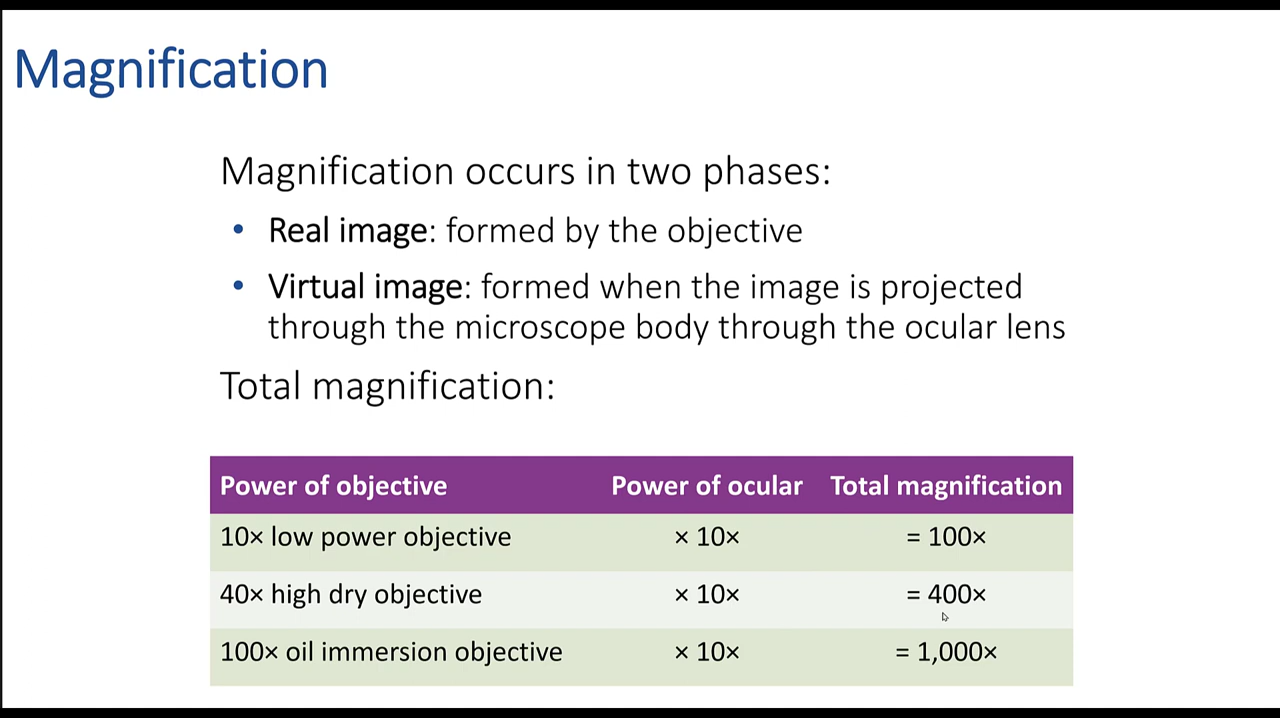 Magnification
Magnification occurs in two phases:
• Real image: formed by the objective
• Virtual image: formed when the image is projected
through the microscope body through the ocular lens
Total magnification:
Power of objective Power of ocular Total magnification
10× low power objective × 10× = 100×
40× high dry objective × 10× = 400×
100× oil immersion objective × 10× = 1,000×